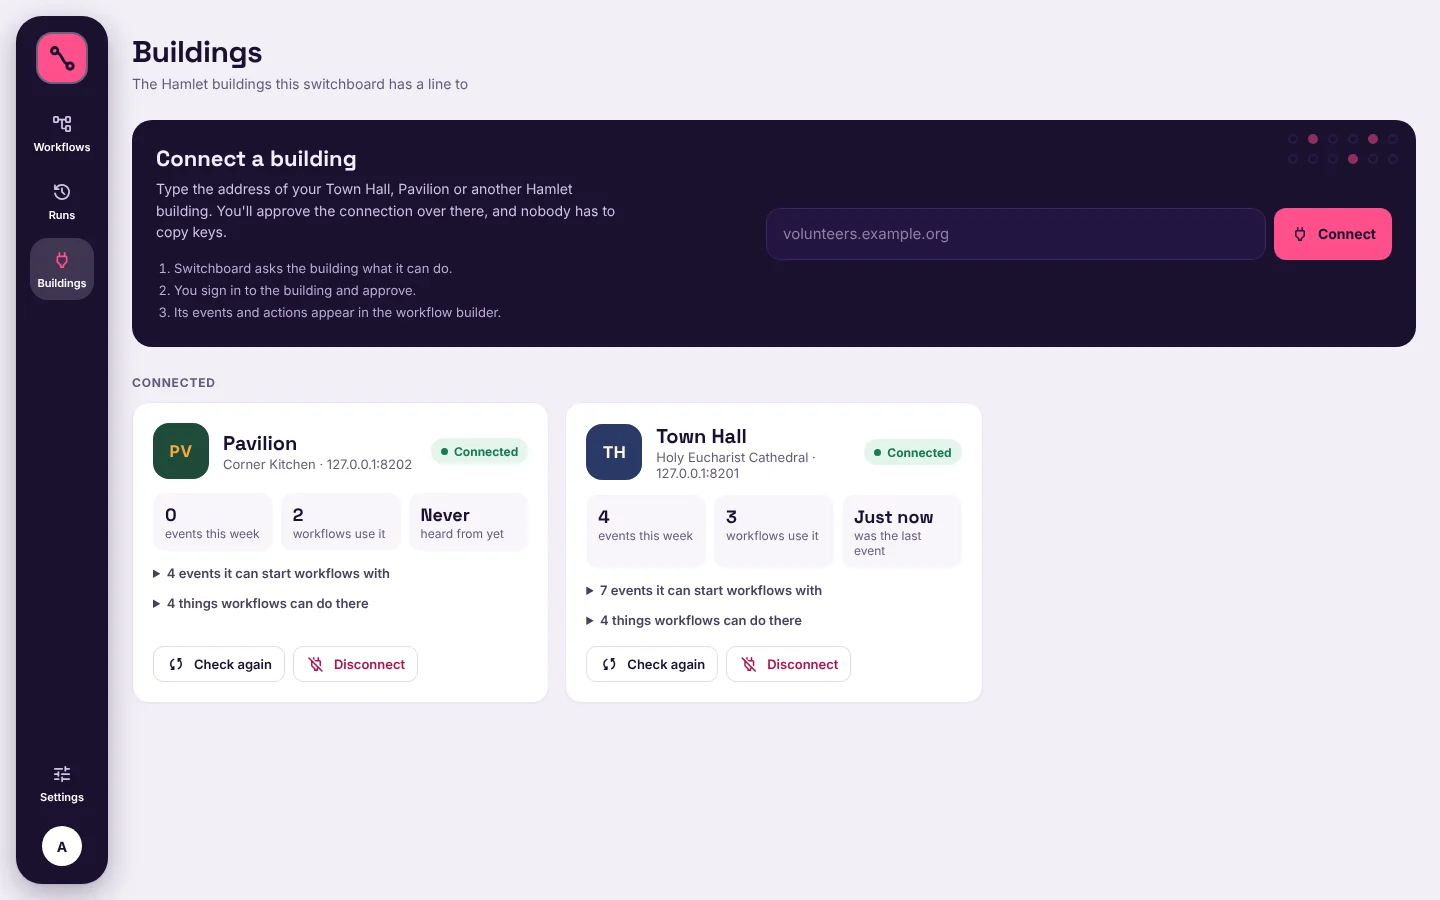 Buildings
The Hamlet buildings this switchboard has a line to
Workflows
Runs
Buildings
Settings
A
Connect a building
Type the address of your Town Hall, Pavilion or another Hamlet
building. You'll approve the connection over there, and nobody has to
copy keys.
1. Switchboard asks the building what it can do.
2. You sign in to the building and approve.
3. Its events and actions appear in the workflow builder.
volunteers.example.org
Connect
CONNECTED
PV
Pavilion
Corner Kitchen · 127.0.0.1:8202
Connected
0
events this week
2
workflows use it
Never
heard from yet
4 events it can start workflows with
4 things workflows can do there
Check again
Disconnect
TH
Town Hall
Holy Eucharist Cathedral ·
127.0.0.1:8201
Connected
4
events this week
3
workflows use it
Just now
was the last
event
7 events it can start workflows with
4 things workflows can do there
Check again
Disconnect